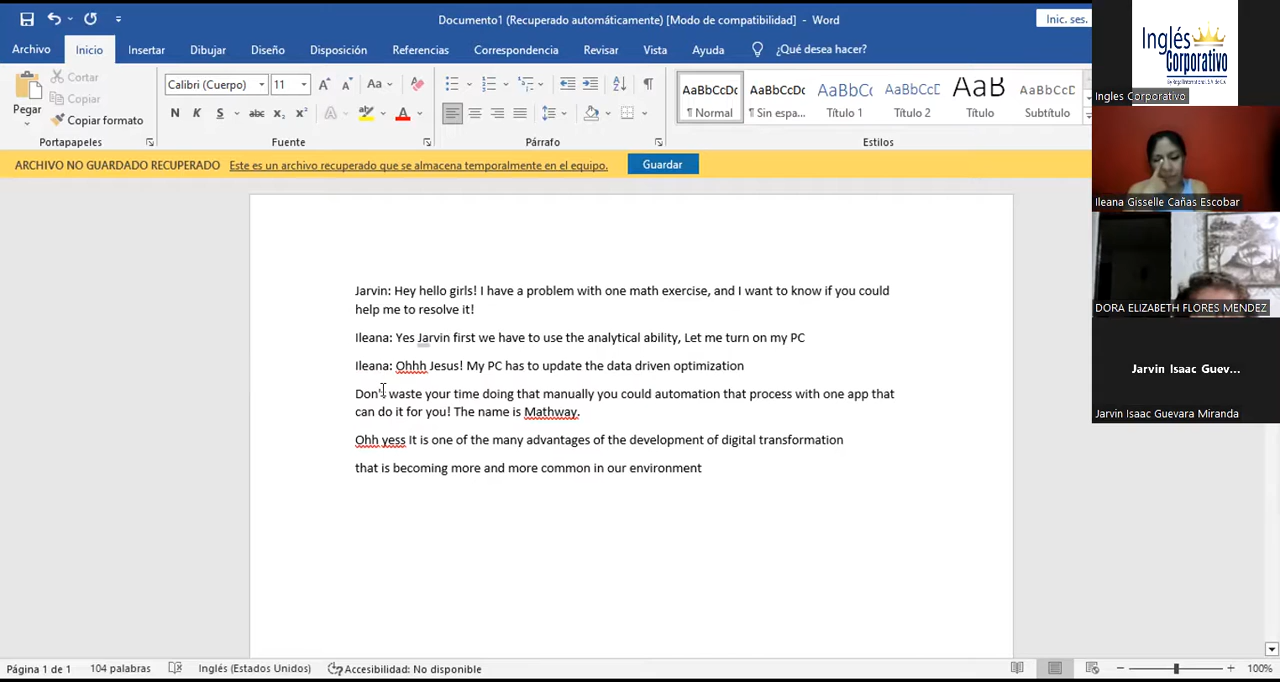 Documento1 (Recuperado automáticamente) [Modo de compatibilidad] - Word
Inic. ses.
Archivo Inicio Insertar Dibujar Diseño Disposición Referencias Correspondencia Revisar Vista Ayuda ¿Qué desea hacer?
Pegar
Cortar
Copiar
Copiar formato
Portapapeles
Calibri (Cuerpo) 11
Aa
N K S abc x₂ x² A A
Fuente
Párrafo
AaBbCcDc AaBbCcDc AaBbCc AaBbCcD AaB AaBbCcD
¶ Normal ¶ Sin espa... Título 1 Título 2 Título Subtítulo
Estilos
ARCHIVO NO GUARDADO RECUPERADO Este es un archivo recuperado que se almacena temporalmente en el equipo. Guardar
Jarvin: Hey hello girls! I have a problem with one math exercise, and I want to know if you could
help me to resolve it!
Ileana: Yes Jarvin first we have to use the analytical ability, Let me turn on my PC
Ileana: Ohhh Jesus! My PC has to update the data driven optimization
Don't waste your time doing that manually you could automation that process with one app that
can do it for you! The name is Mathway.
Ohh yess It is one of the many advantages of the development of digital transformation
that is becoming more and more common in our environment
Página 1 de 1 104 palabras Inglés (Estados Unidos) Accesibilidad: No disponible 100%
Inglés
Corporativo
Ingles Corporativo
Ileana Gisselle Cañas Escobar
DORA ELIZABETH FLORES MENDEZ
Jarvin Isaac Guev...
Jarvin Isaac Guevara Miranda